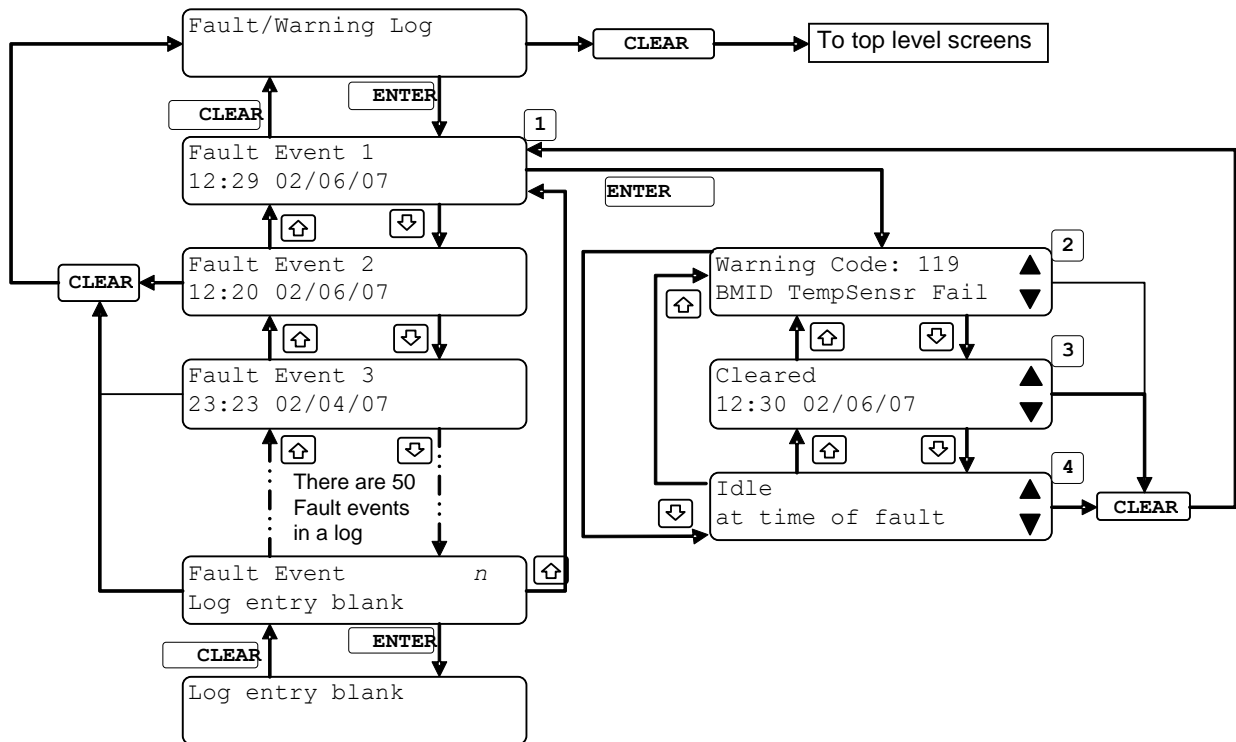 Fault/Warning Log
CLEAR
To top level screens
CLEAR
ENTER
1
Fault Event 1
12:29 02/06/07
ENTER
Fault Event 2
12:20 02/06/07
CLEAR
2
Warning Code: 119
BMID TempSensr Fail
Fault Event 3
23:23 02/04/07
3
Cleared
12:30 02/06/07
There are 50
Fault events
in a log
4
Idle
at time of fault
CLEAR
Fault Event n
Log entry blank
CLEAR
ENTER
Log entry blank